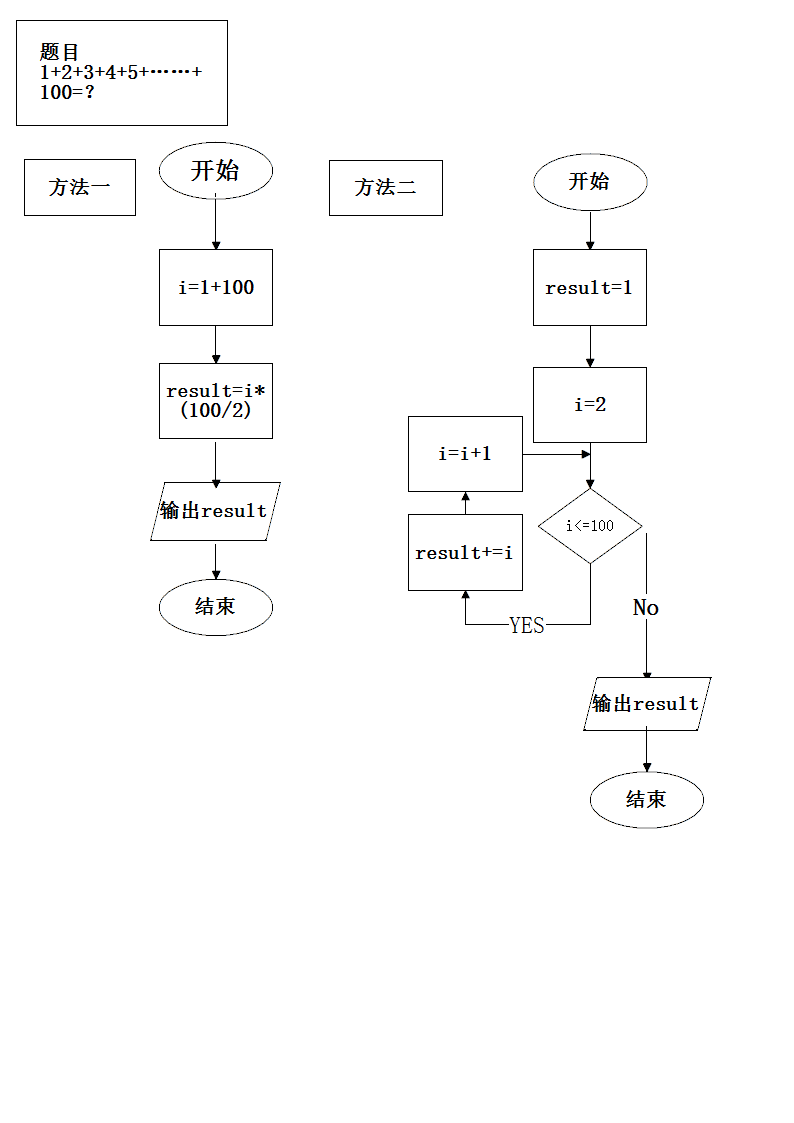 题目
1+2+3+4+5+……+
100=?
方法一
开始
i=1+100
result=i*
(100/2)
输出result
结束
方法二
开始
result=1
i=2
i=i+1
i<=100
result+=i
YES
No
输出result
结束